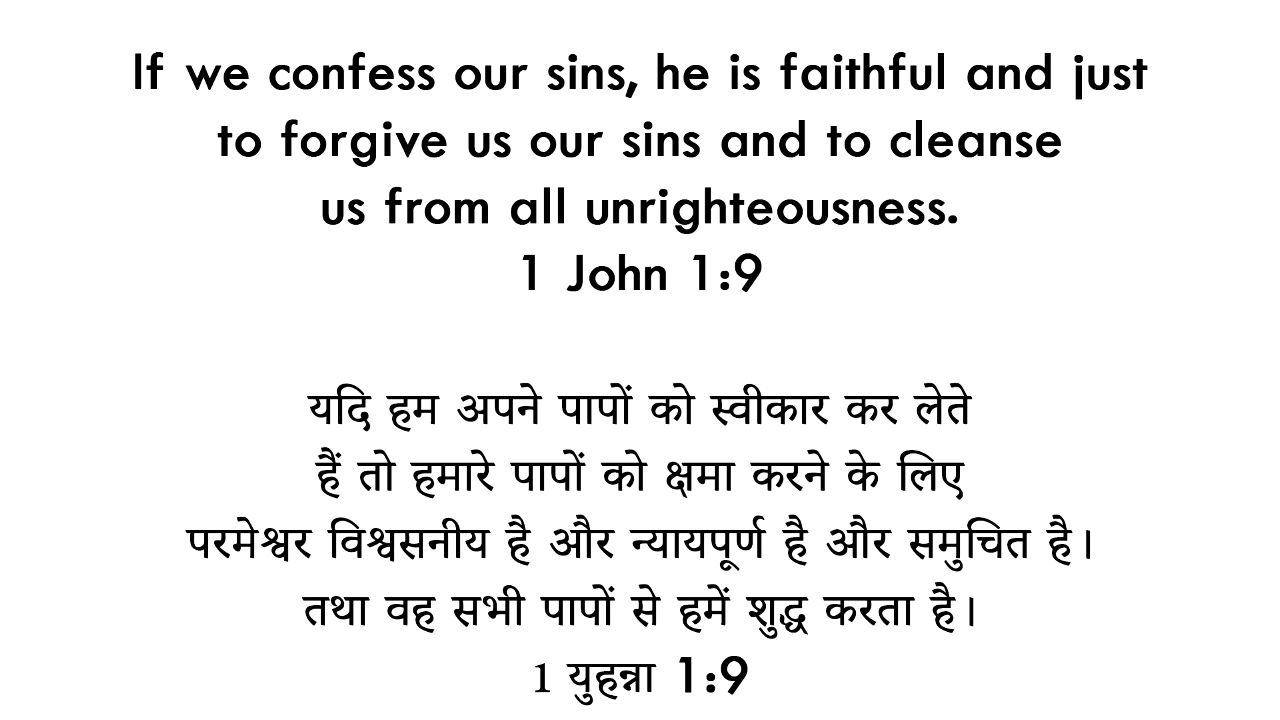 If we confess our sins, he is faithful and just
to forgive us our sins and to cleanse
us from all unrighteousness.
1 John 1:9
यदि हम अपने पापों को स्वीकार कर लेते
हैं तो हमारे पापों को क्षमा करने के लिए
परमेश्वर विश्वसनीय है और न्यायपूर्ण है और समुचित है।
तथा वह सभी पापों से हमें शुद्ध करता है।
1 युहन्ना 1:9